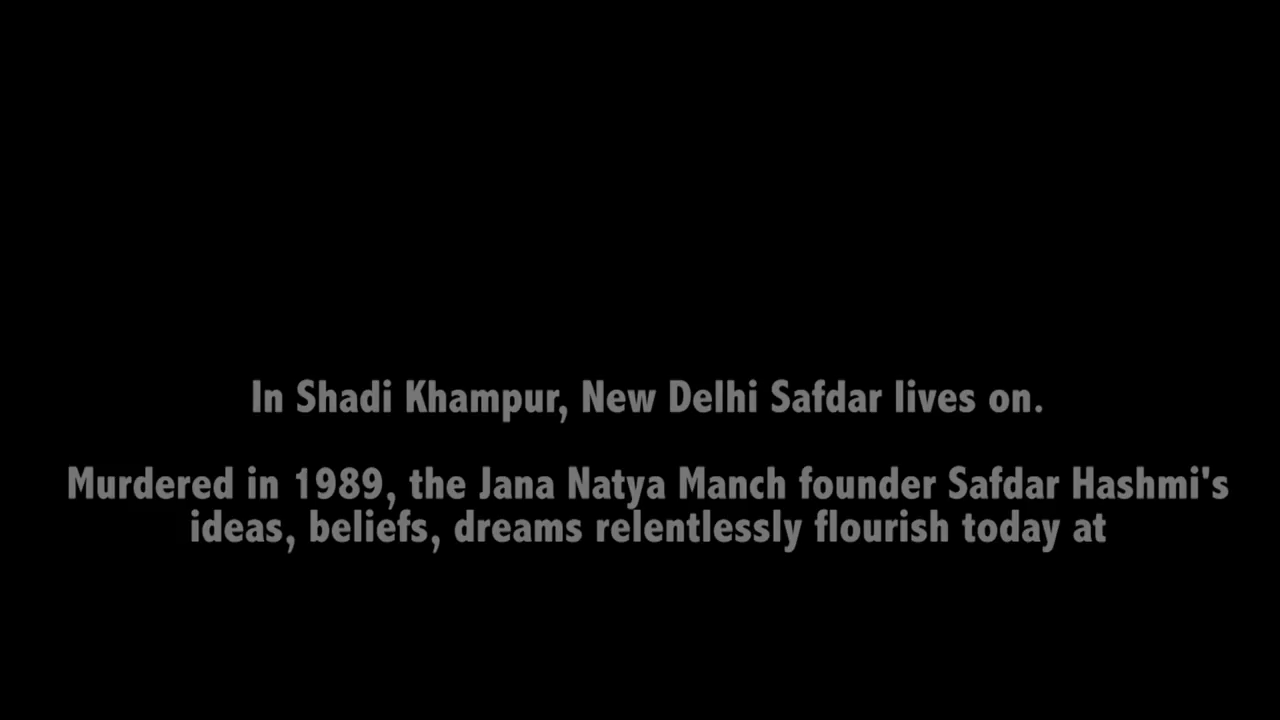 In Shadi Khampur, New Delhi Safdar lives on.
Murdered in 1989, the Jana Natya Manch founder Safdar Hashmi's
ideas, beliefs, dreams relentlessly flourish today at